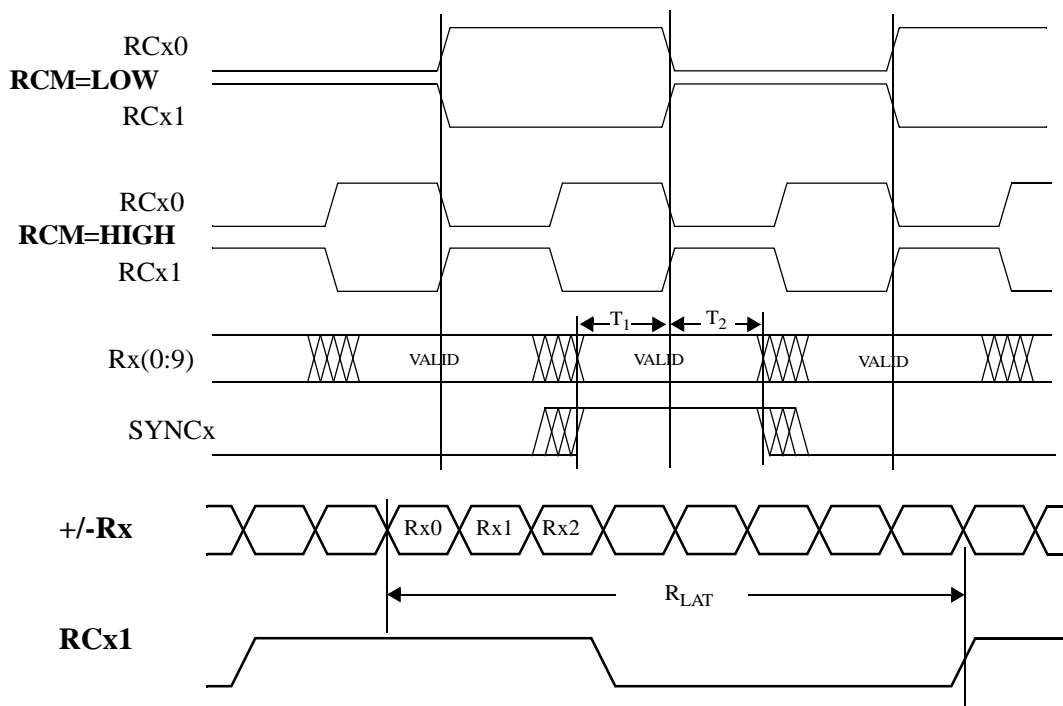 RCx0
RCM=LOW
RCx1
RCx0
RCM=HIGH
RCx1
T1 T2
Rx(0:9) VALID VALID VALID
SYNCx
+/-Rx Rx0 Rx1 Rx2
RLAT
RCx1